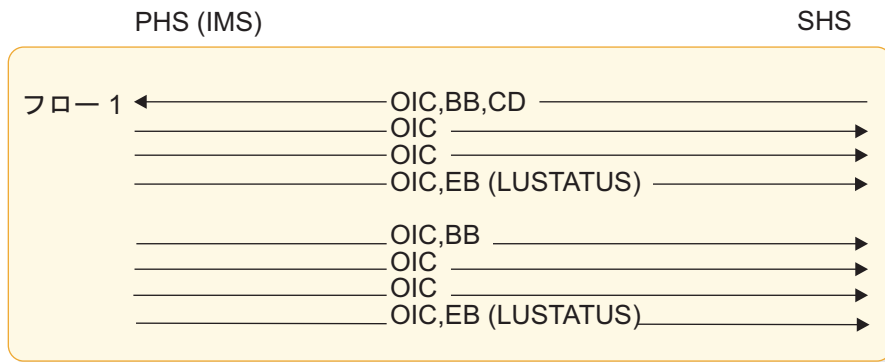 PHS (IMS) SHS
フロー 1 OIC,BB,CD
OIC
OIC
OIC,EB (LUSTATUS)
OIC,BB
OIC
OIC
OIC,EB (LUSTATUS)